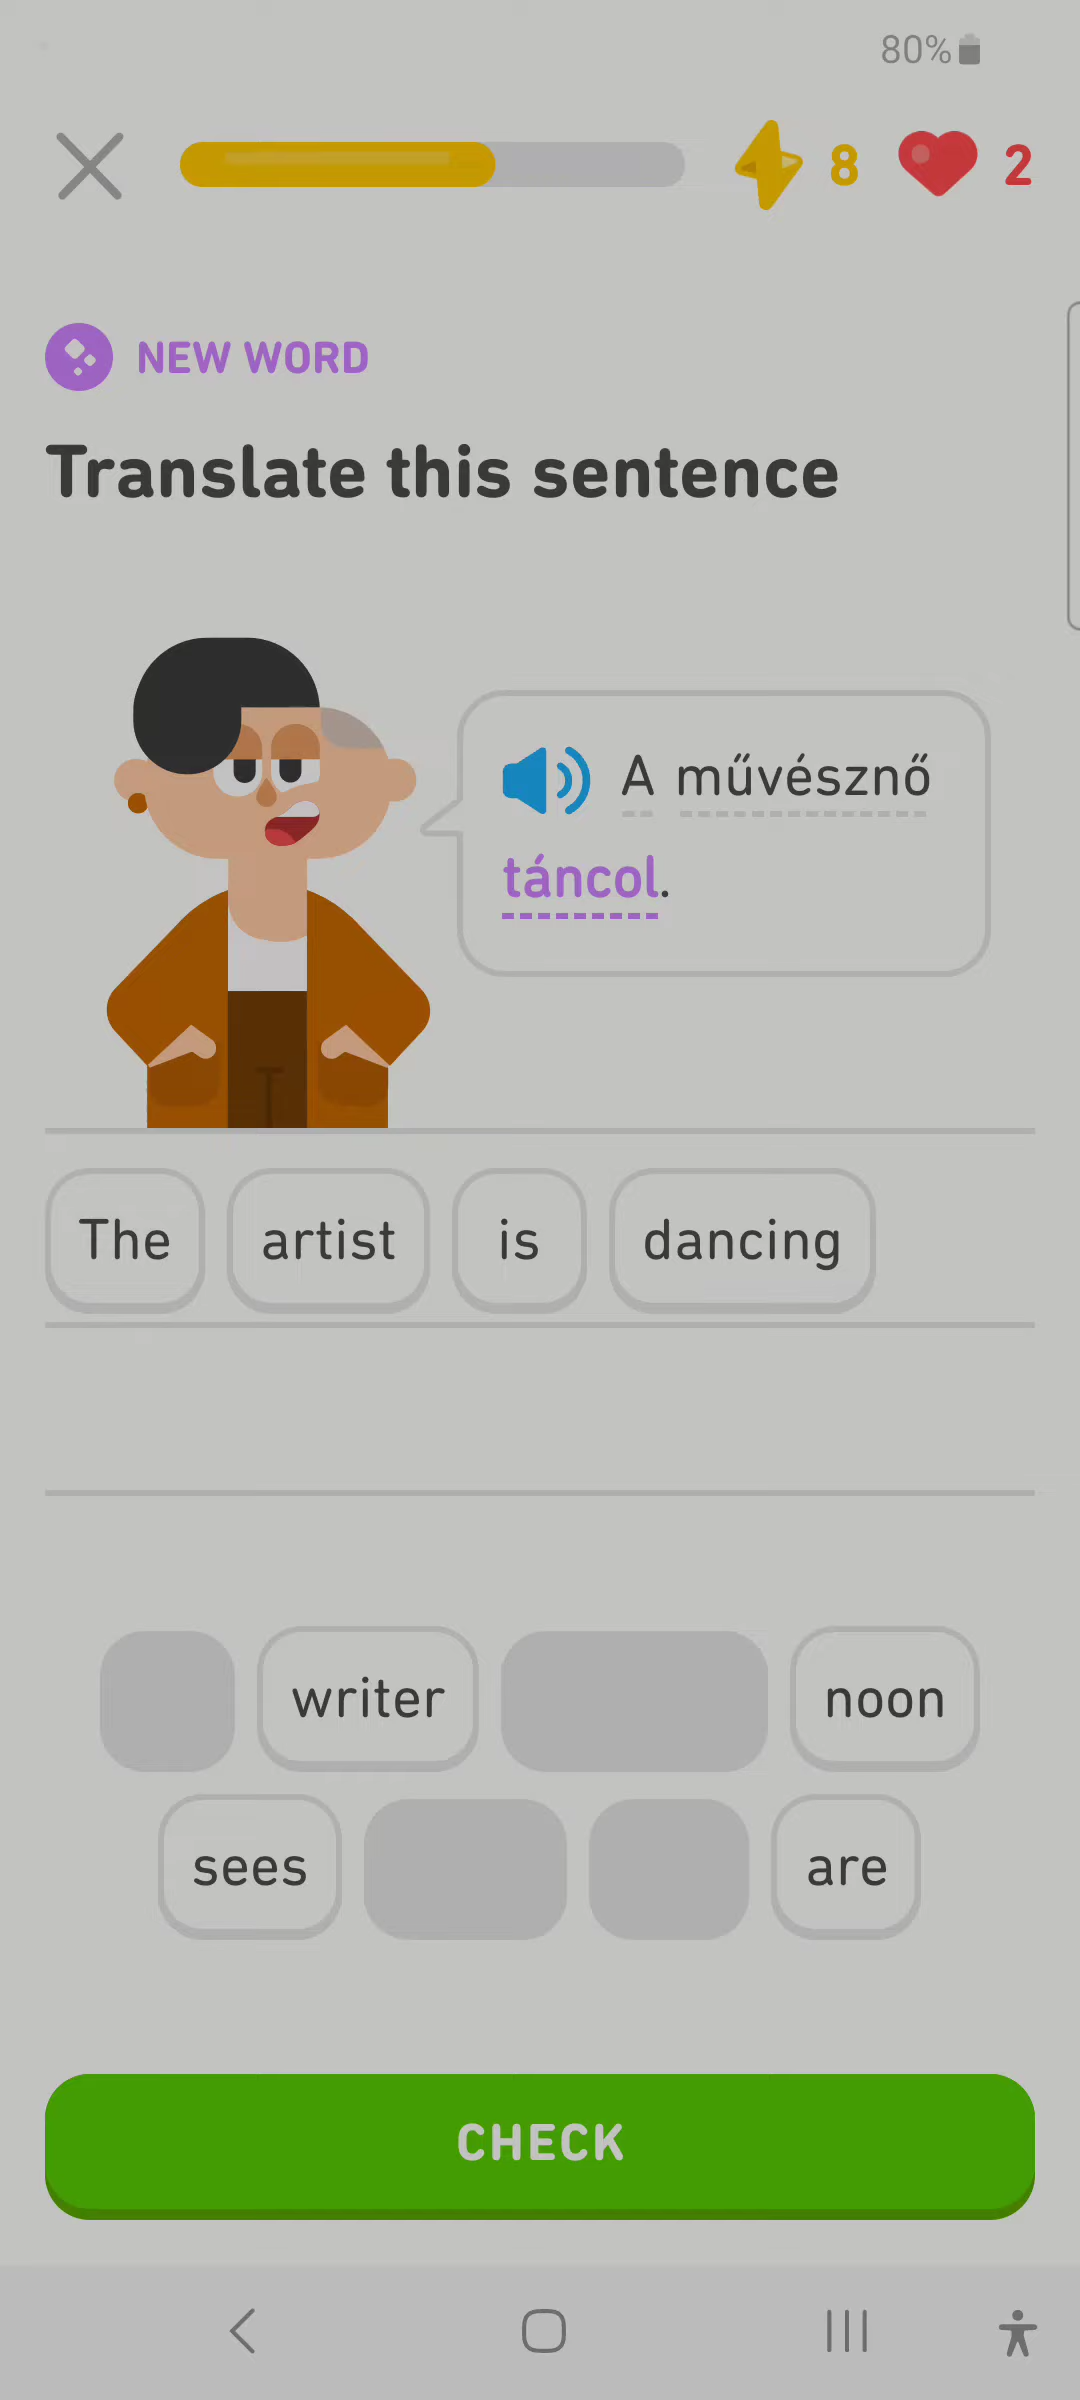 80%
8 2
NEW WORD
Translate this sentence
A művésznő
táncol.
The artist is dancing
writer noon
sees are
CHECK